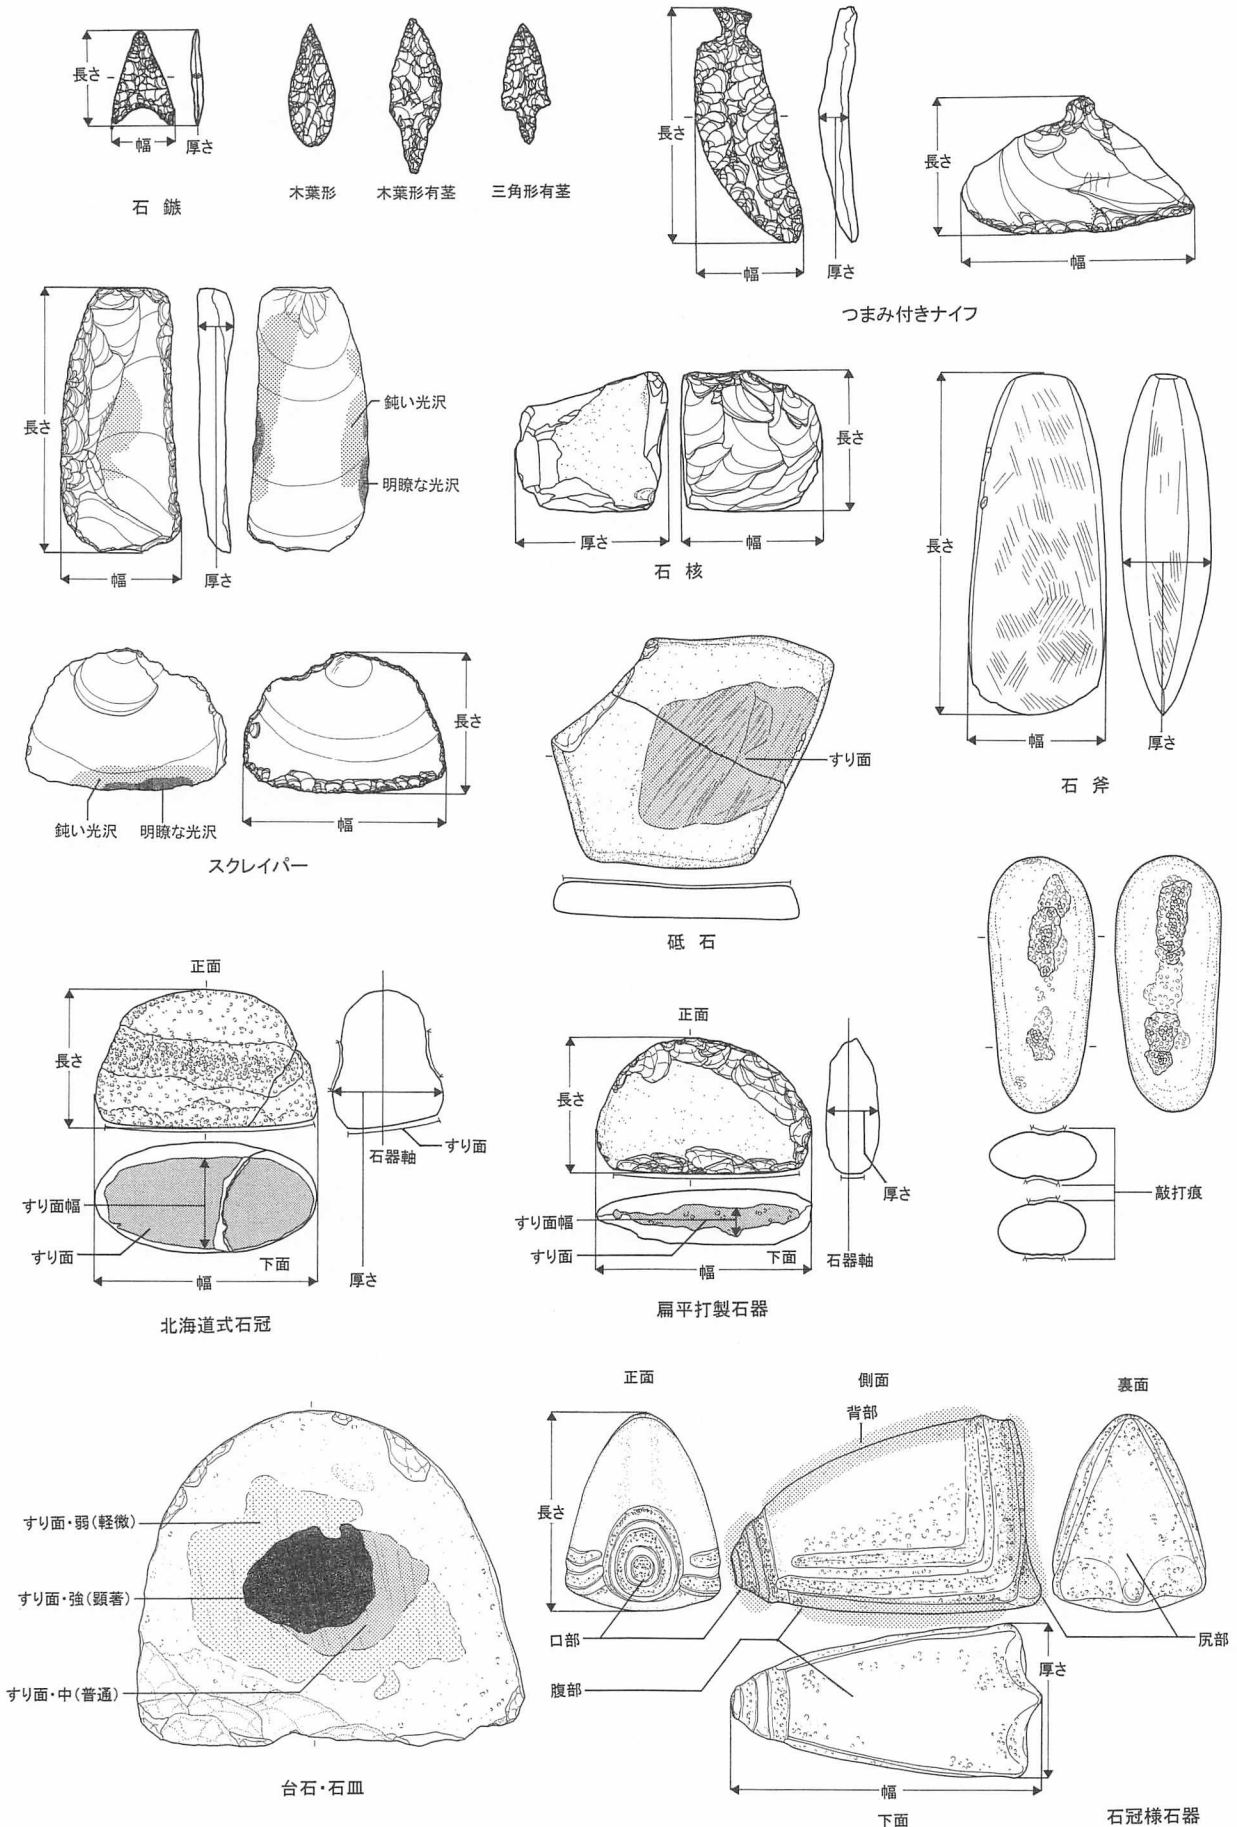 長さ
幅
厚さ
石 鏃
木葉形
木葉形有茎
三角形有茎
長さ
幅
厚さ
長さ
幅
つまみ付きナイフ
長さ
幅
厚さ
鈍い光沢
明瞭な光沢
厚さ
幅
長さ
石 核
長さ
幅
厚さ
石 斧
鈍い光沢
明瞭な光沢
長さ
幅
スクレイパー
すり面
砥 石
正面
長さ
すり面
石器軸
すり面幅
すり面
下面
幅
厚さ
北海道式石冠
正面
長さ
厚さ
すり面幅
すり面
下面
石器軸
幅
扁平打製石器
敲打痕
すり面・弱(軽微)
すり面・強(顕著)
すり面・中(普通)
台石・石皿
正面
側面
裏面
背部
長さ
口部
尻部
腹部
厚さ
幅
下面
石冠様石器